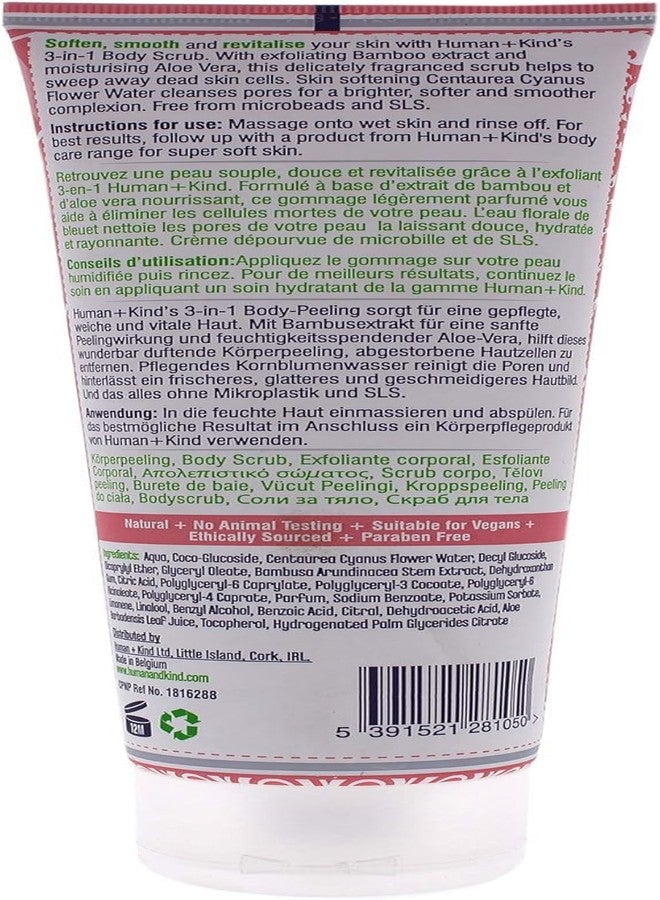 Soften, smooth and revitalise your skin with Human+Kind's
3-in-1 Body Scrub. With exfoliating Bamboo extract and
moisturising Aloe Vera, this delicately fragranced scrub helps to
sweep away dead skin cells. Skin softening Centaurea Cyanus
Flower Water cleanses pores for a brighter, softer and smoother
complexion. Free from microbeads and SLS.
Instructions for use: Massage onto wet skin and rinse off. For
best results, follow up with a product from Human+Kind's body
care range for super soft skin.
Retrouvez une peau souple, douce et revitalisée grâce à l'exfoliant
3-en-1 Human+Kind. Formulé à base d'extrait de bambou et
d'aloe vera nourrissant, ce gommage légèrement parfumé vous
aide à éliminer les cellules mortes de votre peau. L'eau florale de
bleuet nettoie les pores de votre peau la laissant douce, hydratée
et rayonnante. Crème dépourvue de microbille et de SLS.
Conseils d'utilisation:Appliquez le gommage sur votre peau
humidifiée puis rincez. Pour de meilleurs résultats, continuez le
soin en appliquant un soin hydratant de la gamme Human+Kind.
Human+Kind's 3-in-1 Body-Peeling sorgt für eine gepflegte,
weiche und vitale Haut. Mit Bambusextrakt für eine sanfte
Peelingwirkung und feuchtigkeitsspendender Aloe-Vera, hilft dieses
wunderbar duftende Körperpeeling, abgestorbene Hautzellen zu
entfernen. Pflegendes Kornblumenwasser reinigt die Poren und
hinterlässt ein frischeres, glatteres und geschmeidigeres Hautbild.
Und das alles ohne Mikroplastik und SLS.
Anwendung: In die feuchte Haut einmassieren and abspülen. Für
das bestmögliche Resultat im Anschluss ein Körperpflegeprodukt
von Human+Kind verwenden.
Körperpeeling, Body Scrub, Exfoliante corporal, Esfoliante
Corporal, Απολεπιστικό σώματος, Scrub corpo, Tělový
peeling, Burete de baie, Vücut Peelingi, Kroppspeeling, Peeling
do ciała, Bodyscrub, Соли за тяло, Скраб для тела
Natural + No Animal Testing + Suitable for Vegans +
Ethically Sourced + Paraben Free
Ingredients: Aqua, Coco-Glucoside, Centaurea Cyanus Flower Water, Decyl Glucoside,
Dicaprylyl Ether, Glyceryl Oleate, Bambusa Arundinacea Stem Extract, Dehydroxanthan
Gum, Citric Acid, Polyglyceryl-6 Caprylate, Polyglyceryl-3 Cocoate, Polyglyceryl-6
Ricinoleate, Polyglyceryl-4 Caprate, Parfum, Sodium Benzoate, Potassium Sorbate,
Limonene, Linalool, Benzyl Alcohol, Benzoic Acid, Citral, Dehydroacetic Acid, Aloe
Barbadensis Leaf Juice, Tocopherol, Hydrogenated Palm Glycerides Citrate
Distributed by
Human + Kind Ltd, Little Island, Cork, IRL.
Made in Belgium
www.humanandkind.com
CPNP Ref No. 1816288
12M
5 391521 281050 >